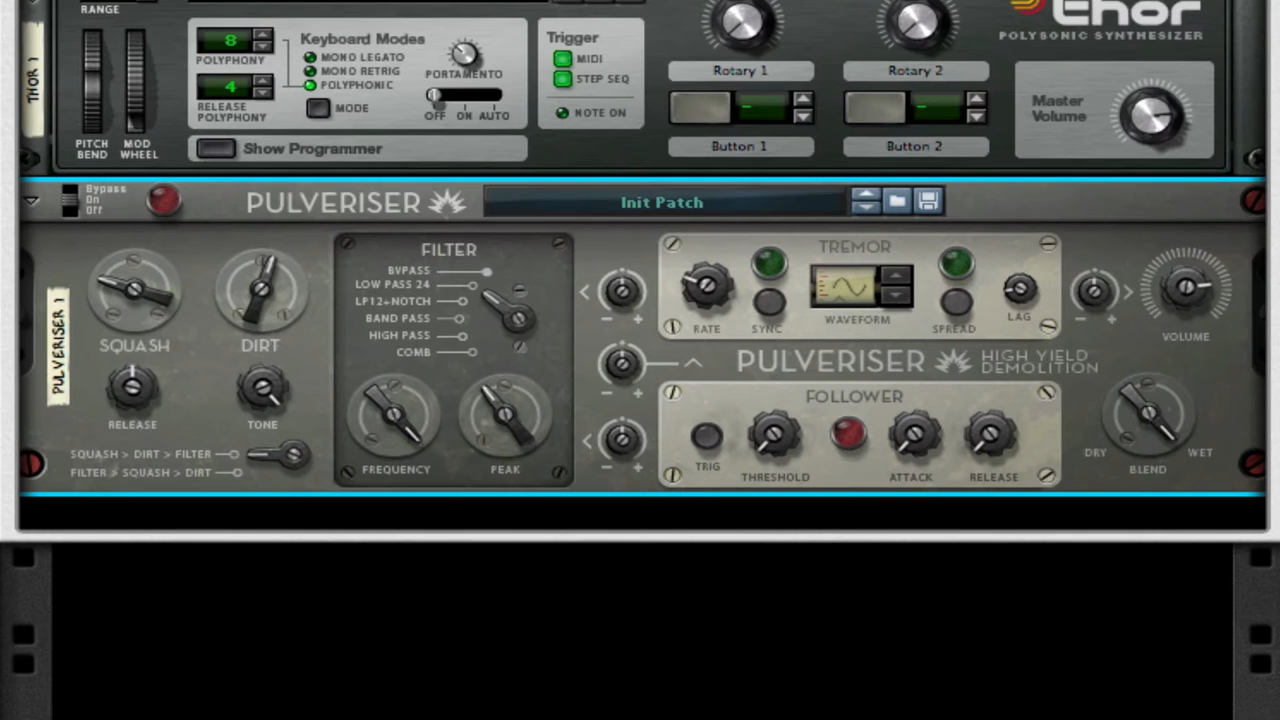 RANGE
thor
POLYSONIC SYNTHESIZER
THOR 1
8
POLYPHONY
4
RELEASE
POLYPHONY
Keyboard Modes
MONO LEGATO
MONO RETRIG
POLYPHONIC
MODE
PORTAMENTO
OFF ON AUTO
Trigger
MIDI
STEP SEQ
NOTE ON
Rotary 1
Rotary 2
Button 1
Button 2
Master
Volume
PITCH
BEND
MOD
WHEEL
Show Programmer
Bypass
On
Off
PULVERISER
Init Patch
PULVERISER 1
SQUASH
DIRT
RELEASE
TONE
SQUASH > DIRT > FILTER
FILTER > SQUASH > DIRT
FILTER
BYPASS
LOW PASS 24
LP12+NOTCH
BAND PASS
HIGH PASS
COMB
FREQUENCY
PEAK
TREMOR
RATE
SYNC
WAVEFORM
SPREAD
LAG
VOLUME
PULVERISER
HIGH YIELD
DEMOLITION
FOLLOWER
TRIG
THRESHOLD
ATTACK
RELEASE
DRY
WET
BLEND